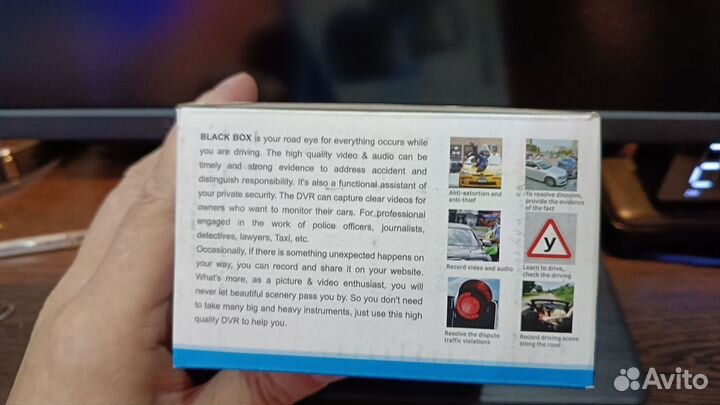 BLACK BOX is your road eye for everything occurs while
you are driving. The high quality video & audio can be
timely and strong evidence to address accident and
distinguish responsibility. It's also a functional assistant of
your private security. The DVR can capture clear videos for
owners who want to monitor their cars. For professional
engaged in the work of police officers, journalists,
detectives, lawyers, Taxi, etc.
Occasionally, If there is something unexpected happens on
your way, you can record and share it on your website.
What's more, as a picture & video enthusiast, you will
never let beautiful scenery pass you by. So you don't need
to take many big and heavy instruments, just use this high
quality DVR to help you.
Anti-extortion and
anti-thief
To resolve disputes,
provide the evidence
of the fact
Record video and audio
у
Learn to drive,
check the driving
Resolve the dispute
traffic violations
Record driving scene
along the road
Avito